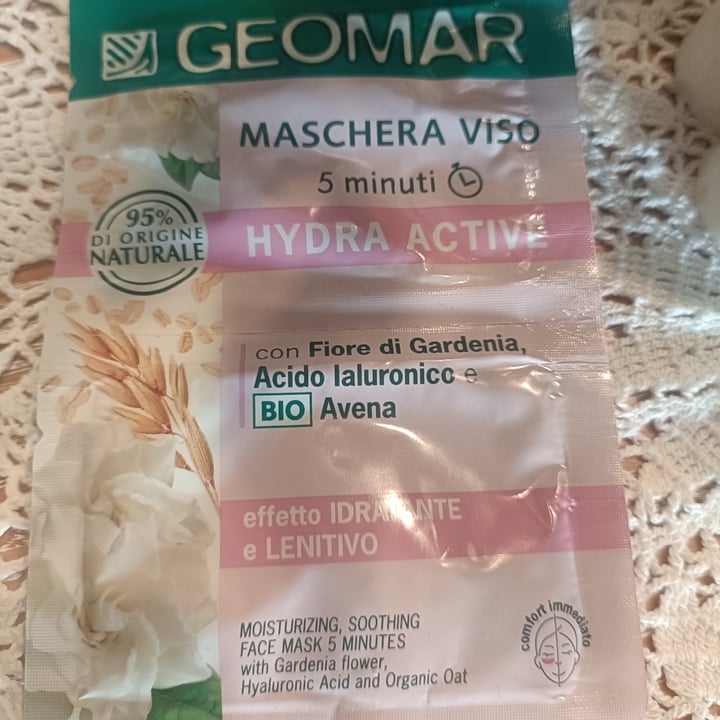 GEOMAR
MASCHERA VISO
5 minuti
95%
DI ORIGINE
NATURALE
HYDRA ACTIVE
con Fiore di Gardenia,
Acido Ialuronico e
BIO Avena
effetto IDRATANTE
e LENITIVO
MOISTURIZING, SOOTHING
FACE MASK 5 MINUTES
with Gardenia flower,
Hyaluronic Acid and Organic Oat
comfort immediato